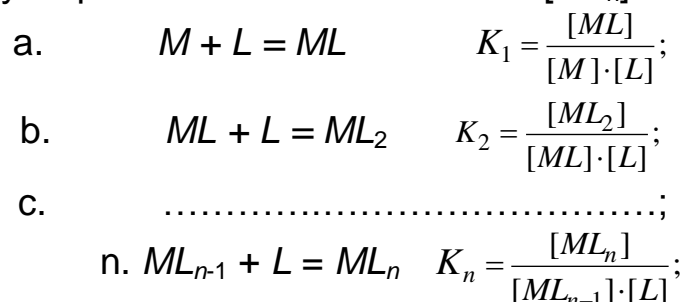 a. M + L = ML K₁ = [ML] / [M]·[L];
b. ML + L = ML₂ K₂ = [ML₂] / [ML]·[L];
c. ……………………………………;
n. MLₙ₋₁ + L = MLₙ Kₙ = [MLₙ] / [MLₙ₋₁]·[L];